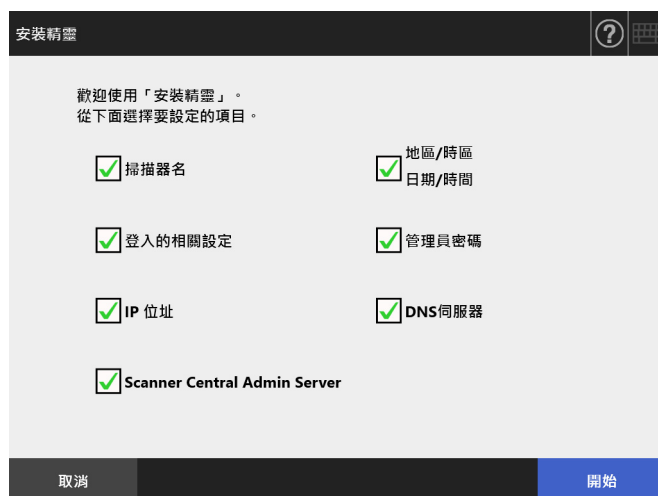 安裝精靈
歡迎使用「安裝精靈」。
從下面選擇要設定的項目。
掃描器名
地區/時區
日期/時間
登入的相關設定
管理員密碼
IP 位址
DNS伺服器
Scanner Central Admin Server
取消
開始